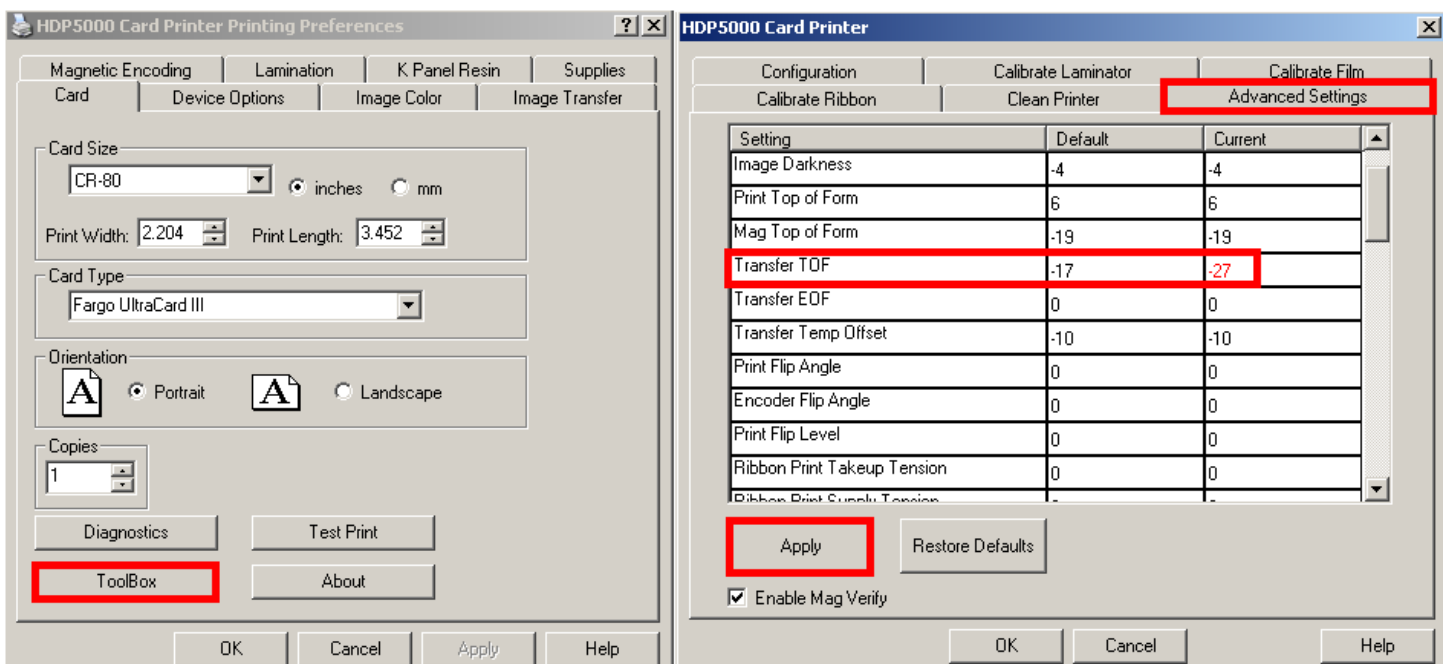 HDP5000 Card Printer Printing Preferences
Magnetic Encoding Lamination K Panel Resin Supplies
Card Device Options Image Color Image Transfer
Card Size
CR-80 inches mm
Print Width: 2.204 Print Length: 3.452
Card Type
Fargo UltraCard III
Orientation
A Portrait A Landscape
Copies
1
Diagnostics Test Print
ToolBox About
OK Cancel Apply Help
HDP5000 Card Printer
Configuration Calibrate Laminator Calibrate Film
Calibrate Ribbon Clean Printer Advanced Settings
Setting Default Current
Image Darkness -4 -4
Print Top of Form 6 6
Mag Top of Form -19 -19
Transfer TOF -17 -27
Transfer EOF 0 0
Transfer Temp Offset -10 -10
Print Flip Angle 0 0
Encoder Flip Angle 0 0
Print Flip Level 0 0
Ribbon Print Takeup Tension 0 0
Ribbon Print Supply Tension
Apply Restore Defaults
Enable Mag Verify
OK Cancel Help